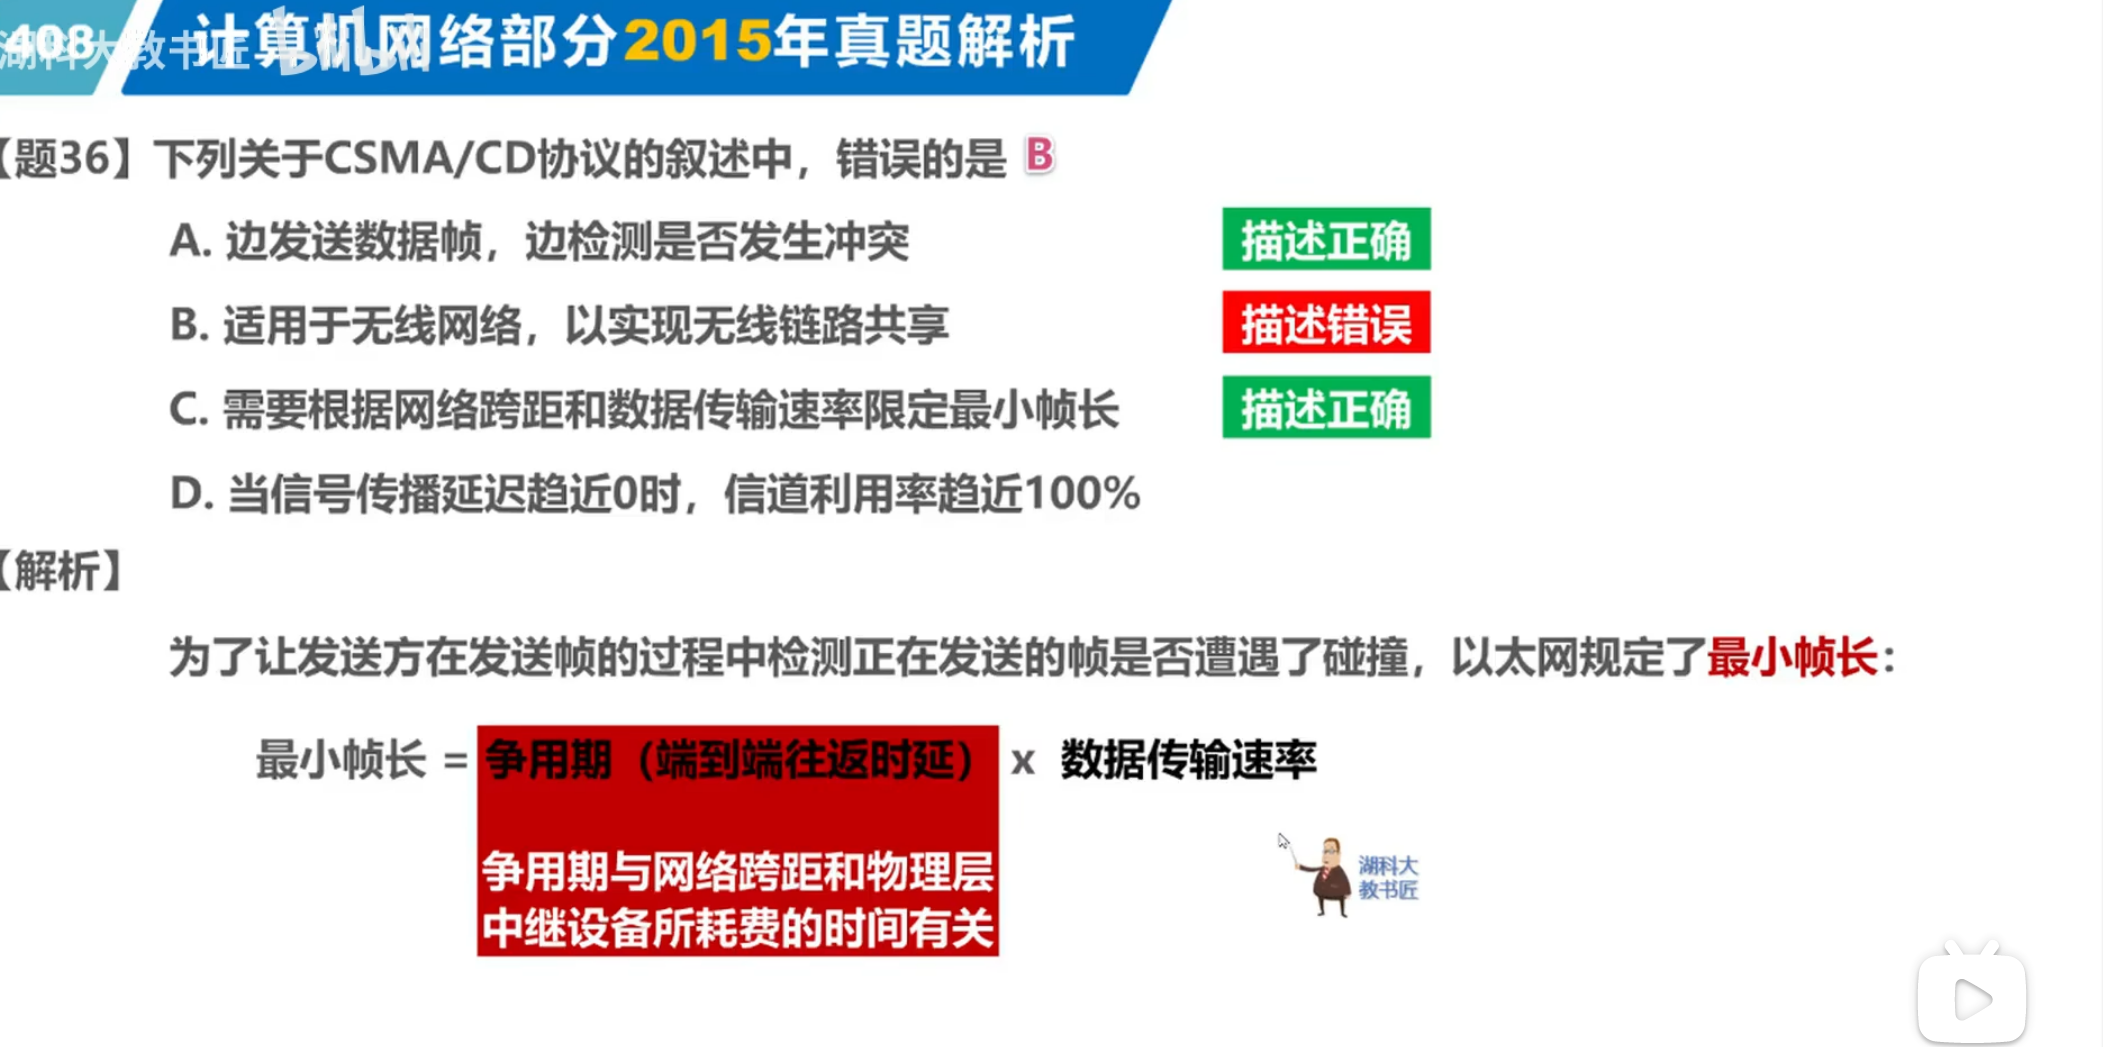 408 计算机网络部分2015年真题解析
湖科大教书匠 bilibili
【题36】下列关于CSMA/CD协议的叙述中，错误的是 B
A. 边发送数据帧，边检测是否发生冲突 描述正确
B. 适用于无线网络，以实现无线链路共享 描述错误
C. 需要根据网络跨距和数据传输速率限定最小帧长 描述正确
D. 当信号传播延迟趋近0时，信道利用率趋近100%
【解析】
为了让发送方在发送帧的过程中检测正在发送的帧是否遭遇了碰撞，以太网规定了最小帧长：
最小帧长 = 争用期（端到端往返时延） x 数据传输速率
争用期与网络跨距和物理层
中继设备所耗费的时间有关
湖科大
教书匠